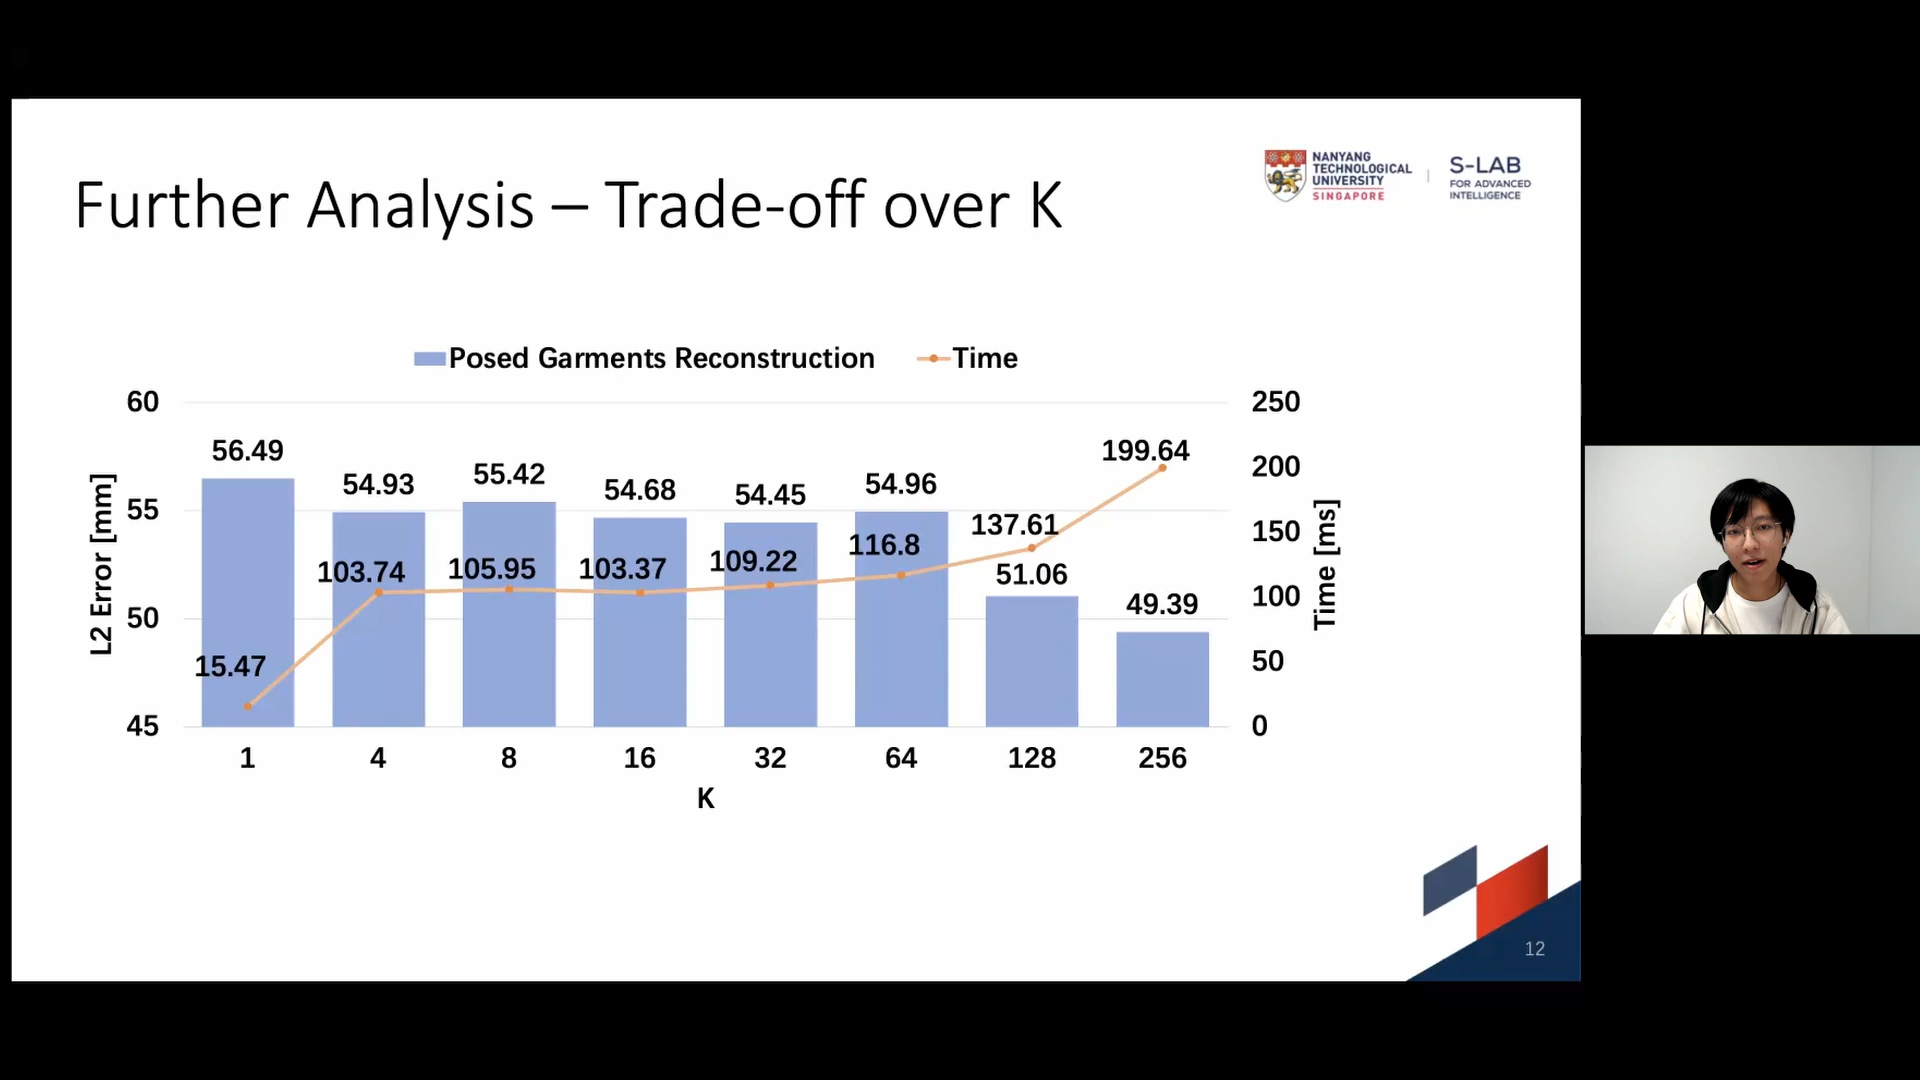 Further Analysis – Trade-off over K
NANYANG
TECHNOLOGICAL
UNIVERSITY
SINGAPORE
S-LAB
FOR ADVANCED
INTELLIGENCE
Posed Garments Reconstruction
Time
60
55
50
45
L2 Error [mm]
56.49
54.93
55.42
54.68
54.45
54.96
51.06
49.39
15.47
103.74
105.95
103.37
109.22
116.8
137.61
199.64
250
200
150
100
50
0
Time [ms]
1
4
8
16
32
64
128
256
K
12